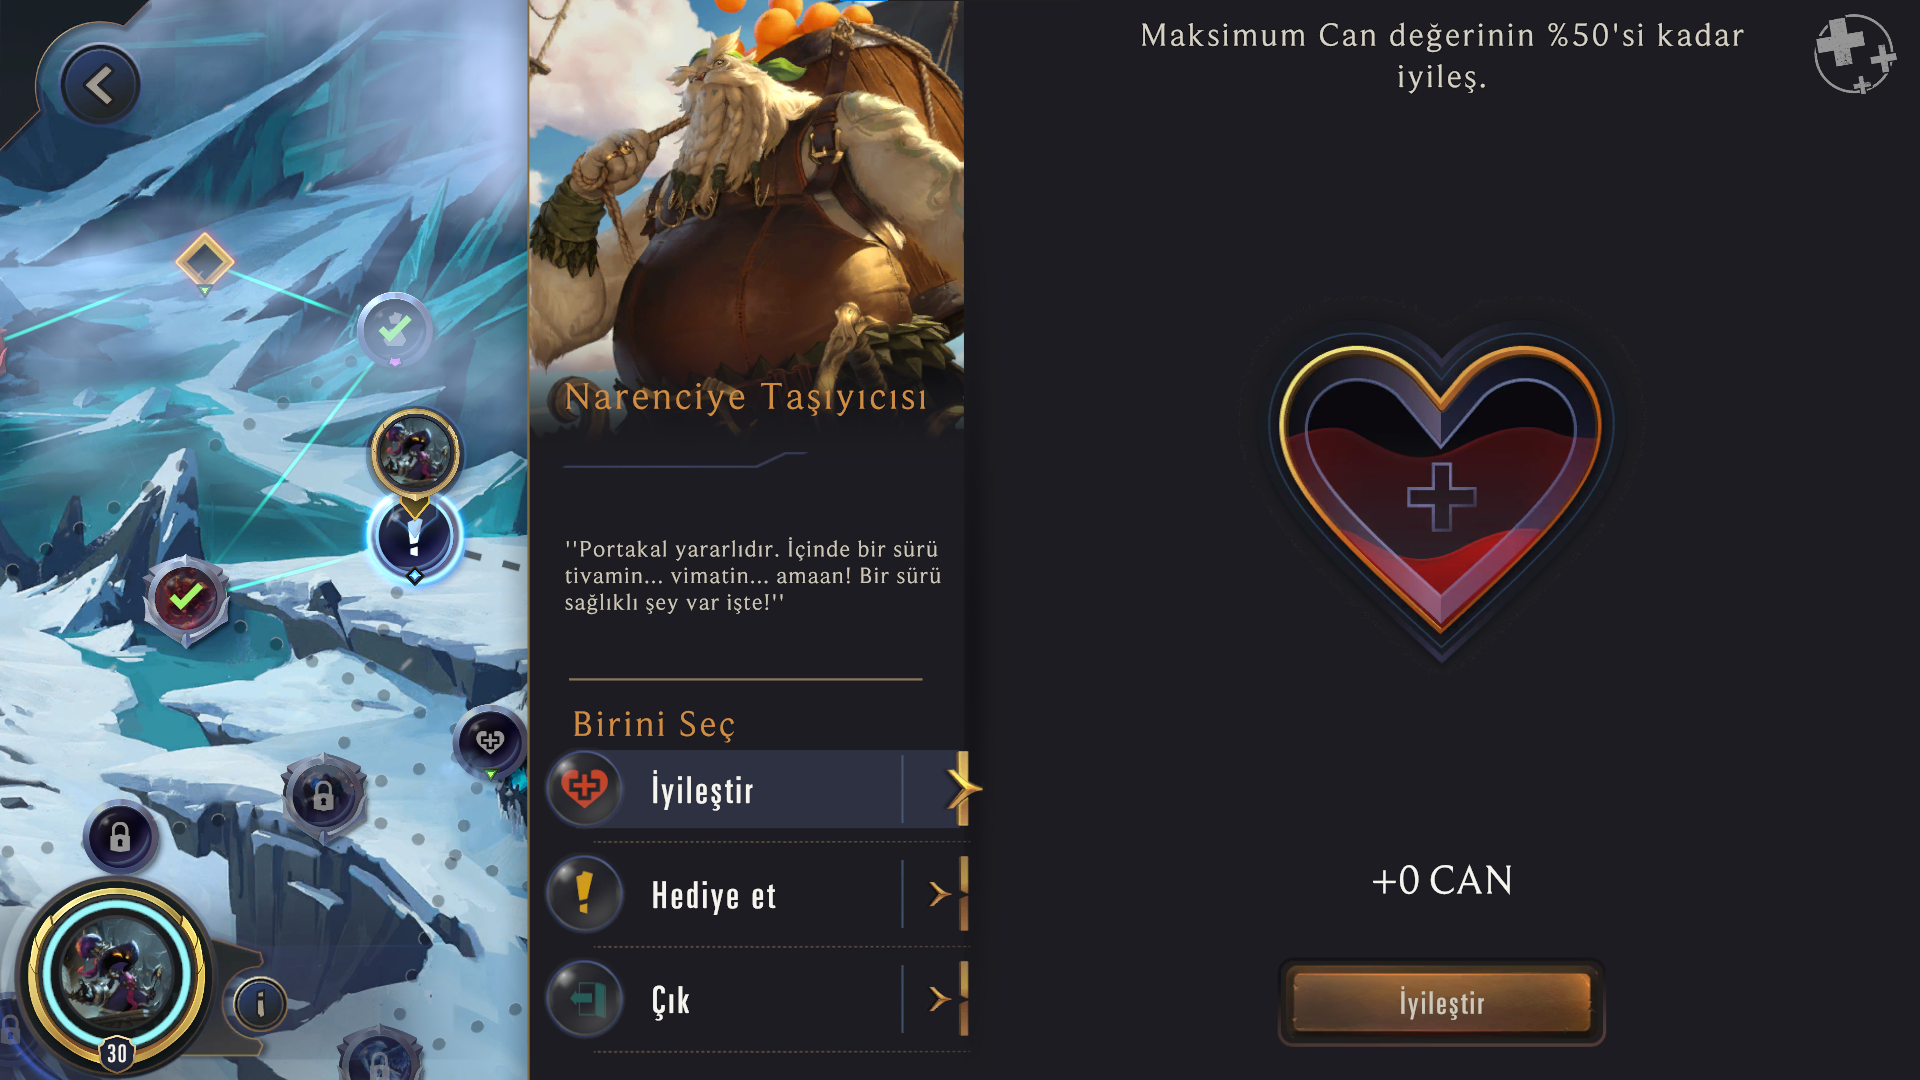 Maksimum Can değerinin %50'si kadar
iyileş.
Narenciye Taşıyıcısı
''Portakal yararlıdır. İçinde bir sürü
tivamin... vimatin... amaan! Bir sürü
sağlıklı şey var işte!''
Birini Seç
İyileştir
Hediye et
Çık
+0 CAN
İyileştir
30